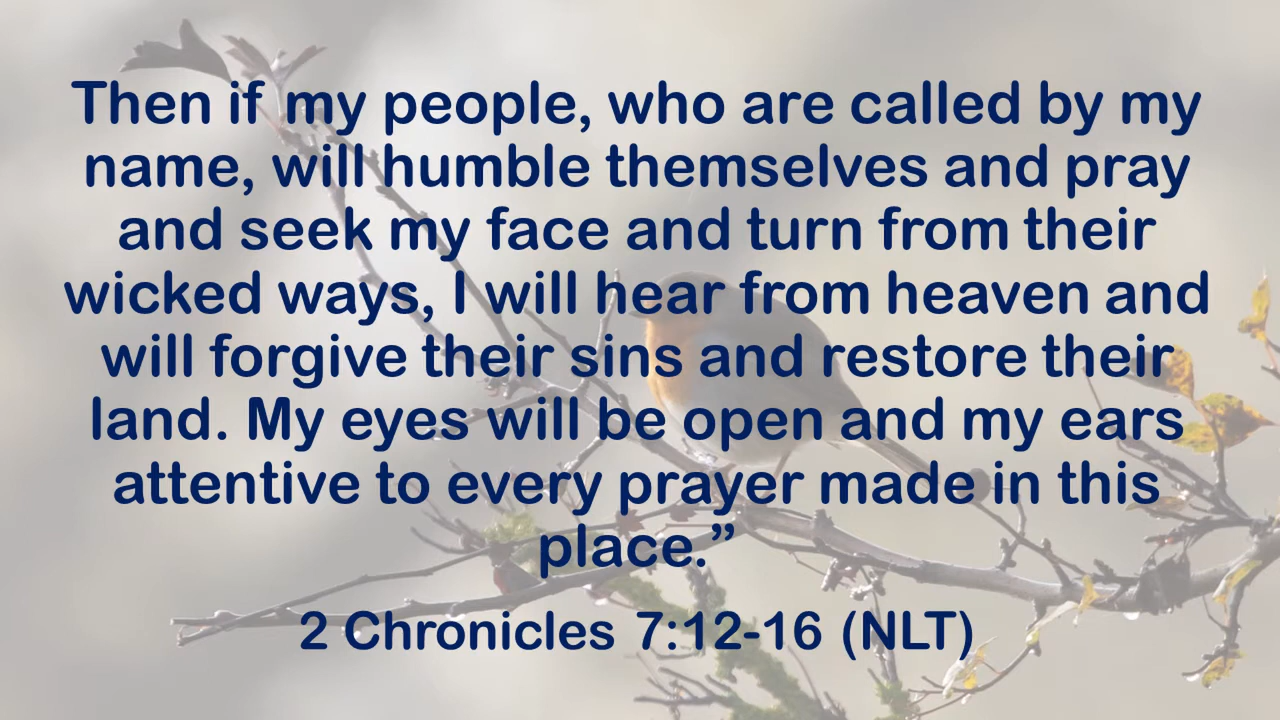 Then if my people, who are called by my
name, will humble themselves and pray
and seek my face and turn from their
wicked ways, I will hear from heaven and
will forgive their sins and restore their
land. My eyes will be open and my ears
attentive to every prayer made in this
place.”
2 Chronicles 7:12-16 (NLT)